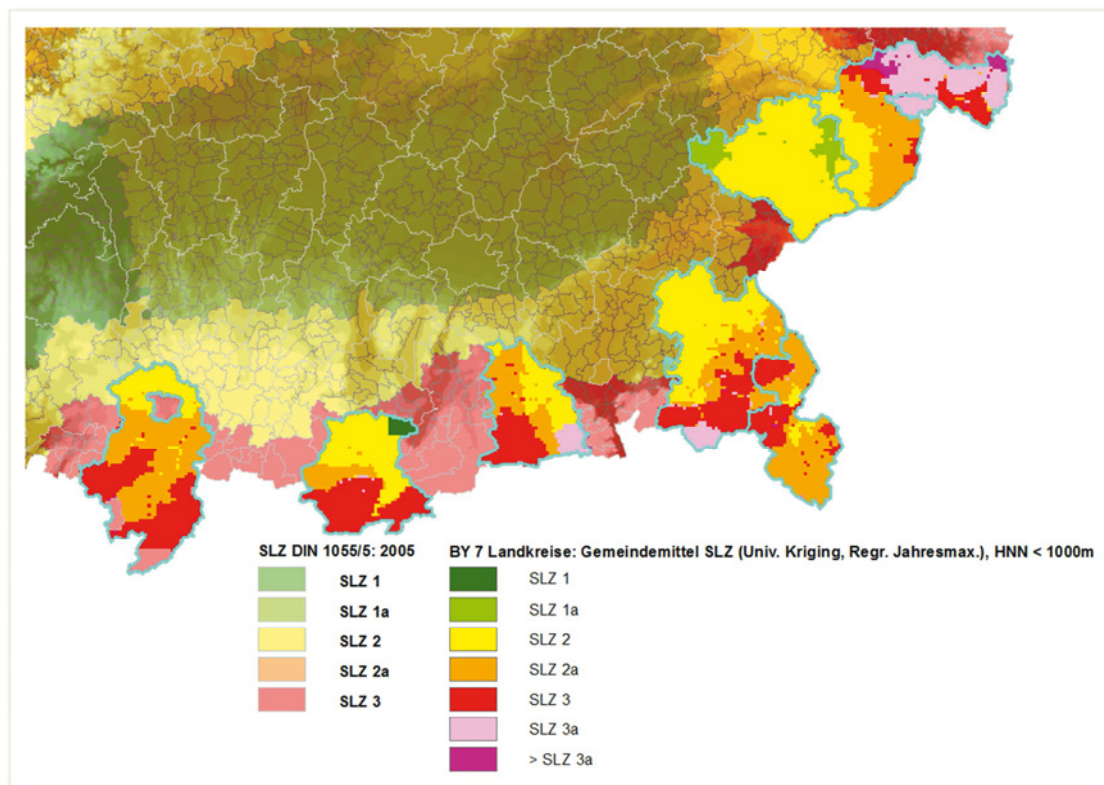 SLZ DIN 1055/5: 2005
SLZ 1
SLZ 1a
SLZ 2
SLZ 2a
SLZ 3
BY 7 Landkreise: Gemeindemittel SLZ (Univ. Kriging, Regr. Jahresmax.), HNN < 1000m
SLZ 1
SLZ 1a
SLZ 2
SLZ 2a
SLZ 3
SLZ 3a
> SLZ 3a